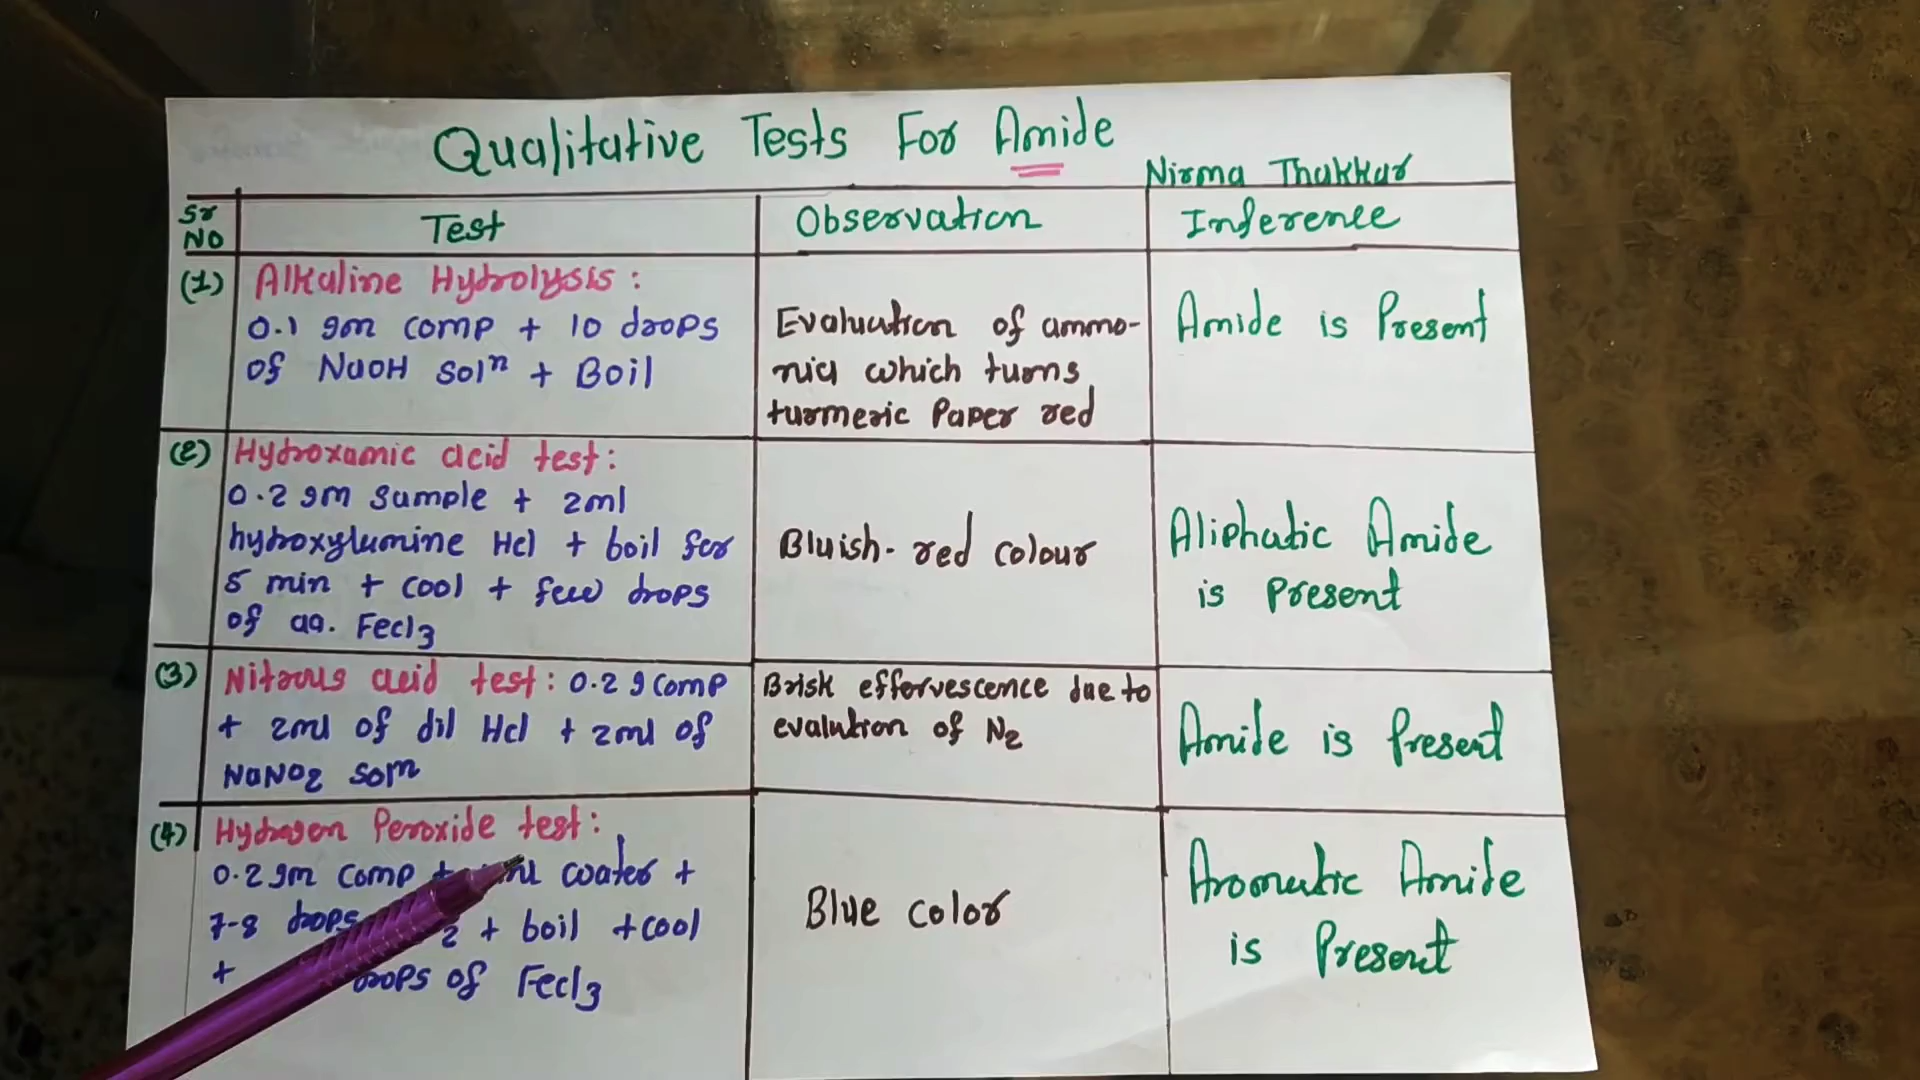 Qualitative Tests For Amide
Nirma Thakkar
Sr No
Test
Observation
Inference
(1) Alkaline Hydrolysis:
0.1 gm comp + 10 drops
of NaOH solⁿ + Boil
Evaluation of ammo-
nia which turns
turmeric Paper red
Amide is Present
(2) Hydroxamic acid test:
0.2 gm sample + 2ml
hydroxylamine Hcl + boil for
5 min + cool + few drops
of aq. Fecl3
Bluish-red colour
Aliphatic Amide
is present
(3) Nitrous acid test: 0.2 g comp
+ 2ml of dil Hcl + 2ml of
NaNO2 solⁿ
Brisk effervescence due to
evalution of N2
Amide is Present
(4) Hydrogen Peroxide test:
0.2 gm comp + water +
7-8 drops 2 + boil + cool
+ drops of Fecl3
Blue color
Aromatic Amide
is Present